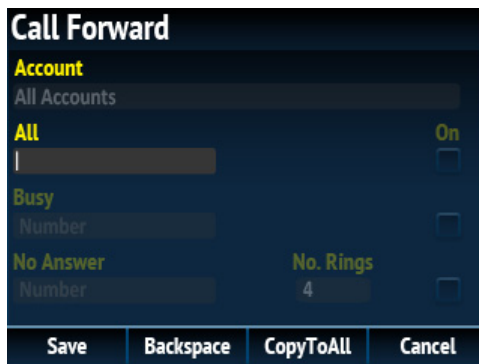 Call Forward
Account
All Accounts
All On
Busy
Number
No Answer No. Rings
Number 4
Save Backspace CopyToAll Cancel